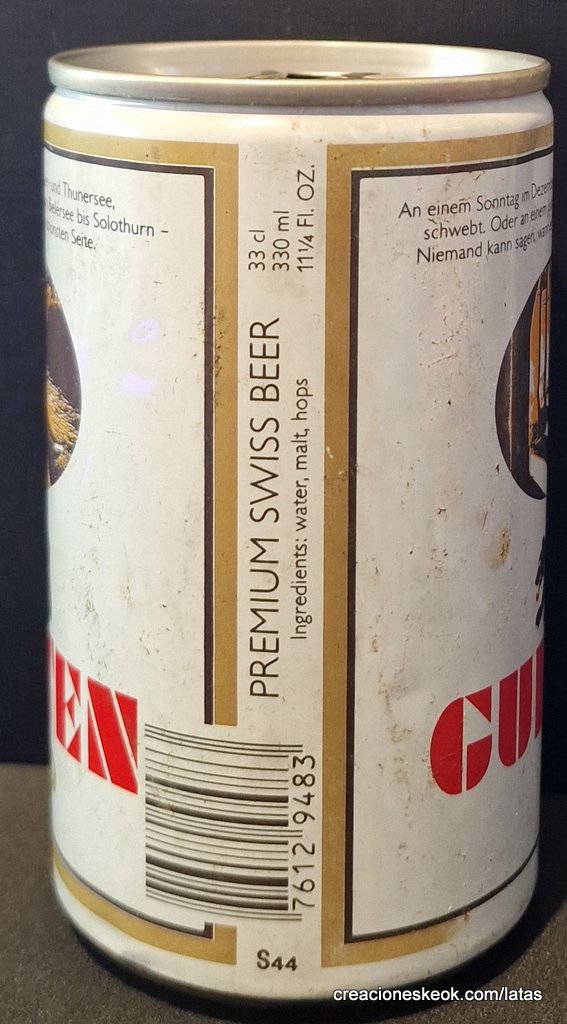 und Thunersee,
Bielersee bis Solothurn –
Seite.
33 cl
330 ml
11¼ Fl. OZ.
PREMIUM SWISS BEER
Ingredients: water, malt, hops
7612 9483
S44
An einem Sonntag im
schwebt. Oder an einem
Niemand kann sagen,
creacioneskeok.com/latas